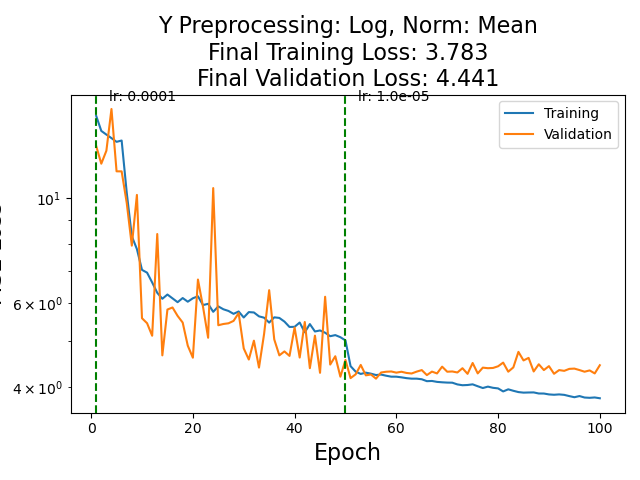 Y Preprocessing: Log, Norm: Mean
Final Training Loss: 3.783
Final Validation Loss: 4.441
lr: 0.0001
lr: 1.0e-05
Training
Validation
10¹
6 × 10⁰
4 × 10⁰
0 20 40 60 80 100
Epoch